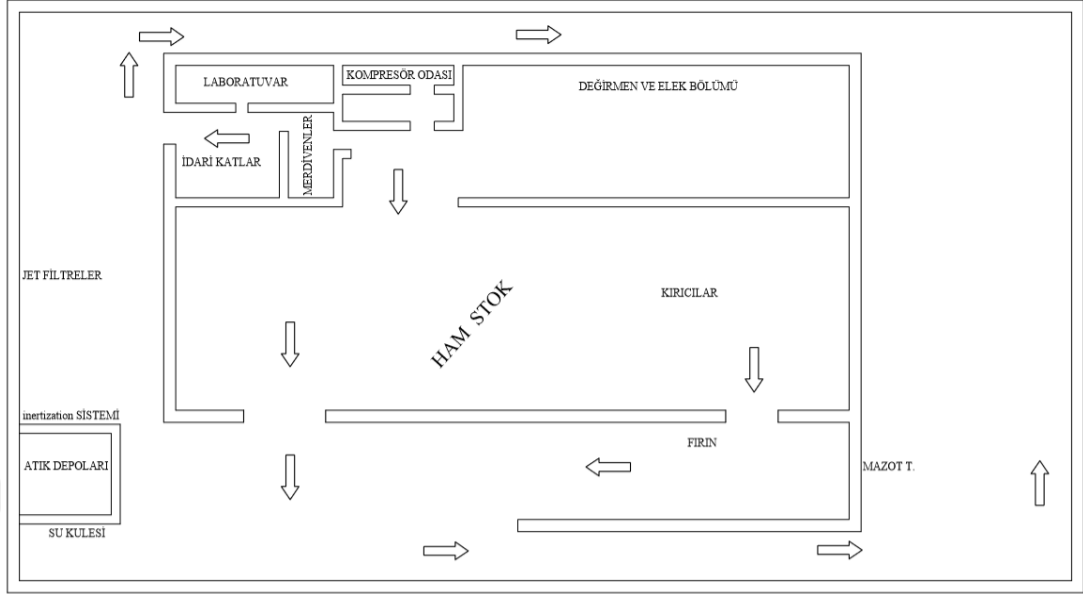 LABORATUVAR
KOMPRESÖR ODASI
DEĞİRMEN VE ELEK BÖLÜMÜ
İDARİ KATLAR
MERDİVENLER
JET FİLTRELER
HAM STOK
KIRICILAR
inertization SİSTEMİ
FIRIN
ATIK DEPOLARI
MAZOT T.
SU KULESİ